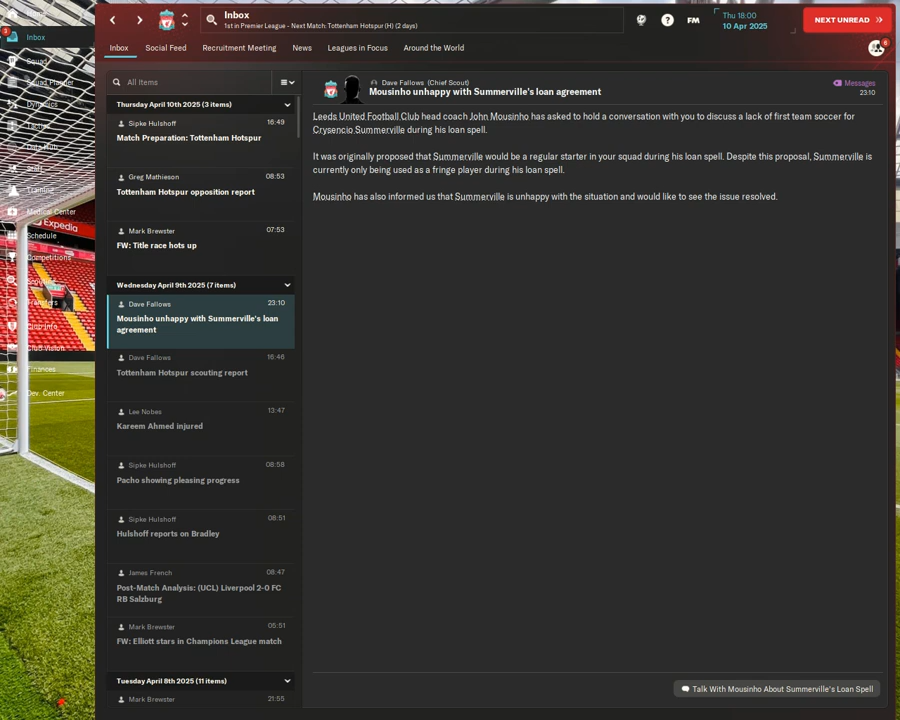 Inbox
1st in Premier League - Next Match: Tottenham Hotspur (H) (2 days)
FM
Thu 18:00
10 Apr 2025
NEXT UNREAD
3
Inbox
Squad
Squad Planner
Dynamics
Data Hub
Staff
Training
Medical Center
Schedule
Competitions
Scouting
Transfers
Club Info
Club Vision
Finances
Dev. Center
Expedia
Inbox
Social Feed
Recruitment Meeting
News
Leagues in Focus
Around the World
6
All Items
Thursday April 10th 2025 (3 items)
Sipke Hulshoff
16:49
Match Preparation: Tottenham Hotspur
Greg Mathieson
08:53
Tottenham Hotspur opposition report
Mark Brewster
07:53
FW: Title race hots up
Wednesday April 9th 2025 (7 items)
Dave Fallows
23:10
Mousinho unhappy with Summerville's loan
agreement
Dave Fallows
16:46
Tottenham Hotspur scouting report
Lee Nobes
13:47
Kareem Ahmed injured
Sipke Hulshoff
08:58
Pacho showing pleasing progress
Sipke Hulshoff
08:51
Hulshoff reports on Bradley
James French
08:47
Post-Match Analysis: (UCL) Liverpool 2-0 FC
RB Salzburg
Mark Brewster
05:51
FW: Elliott stars in Champions League match
Tuesday April 8th 2025 (11 items)
Mark Brewster
21:55
Dave Fallows (Chief Scout)
Mousinho unhappy with Summerville's loan agreement
Messages
23:10
Leeds United Football Club head coach John Mousinho has asked to hold a conversation with you to discuss a lack of first team soccer for
Crysencio Summerville during his loan spell.
It was originally proposed that Summerville would be a regular starter in your squad during his loan spell. Despite this proposal, Summerville is
currently only being used as a fringe player during his loan spell.
Mousinho has also informed us that Summerville is unhappy with the situation and would like to see the issue resolved.
Talk With Mousinho About Summerville's Loan Spell